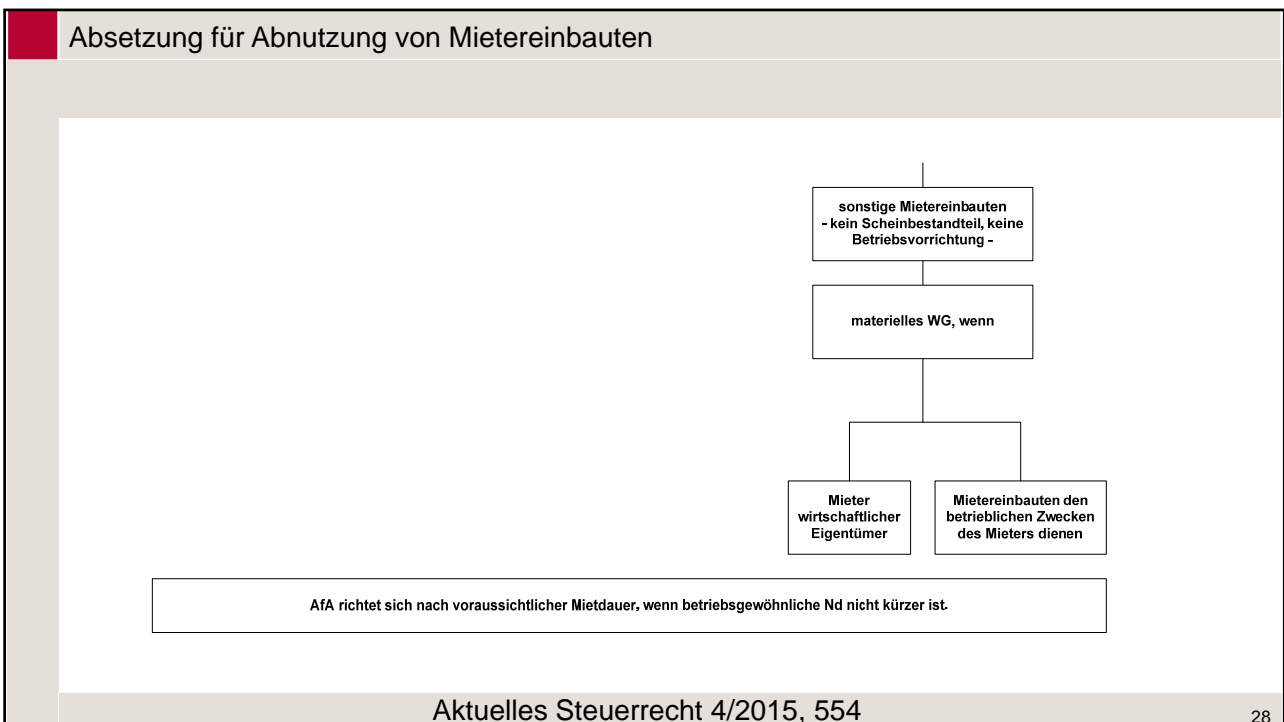 Absetzung für Abnutzung von Mietereinbauten
sonstige Mietereinbauten
- kein Scheinbestandteil, keine
Betriebsvorrichtung -
materielles WG, wenn
Mieter
wirtschaftlicher
Eigentümer
Mietereinbauten den
betrieblichen Zwecken
des Mieters dienen
AfA richtet sich nach voraussichtlicher Mietdauer, wenn betriebsgewöhnliche Nd nicht kürzer ist.
Aktuelles Steuerrecht 4/2015, 554
28